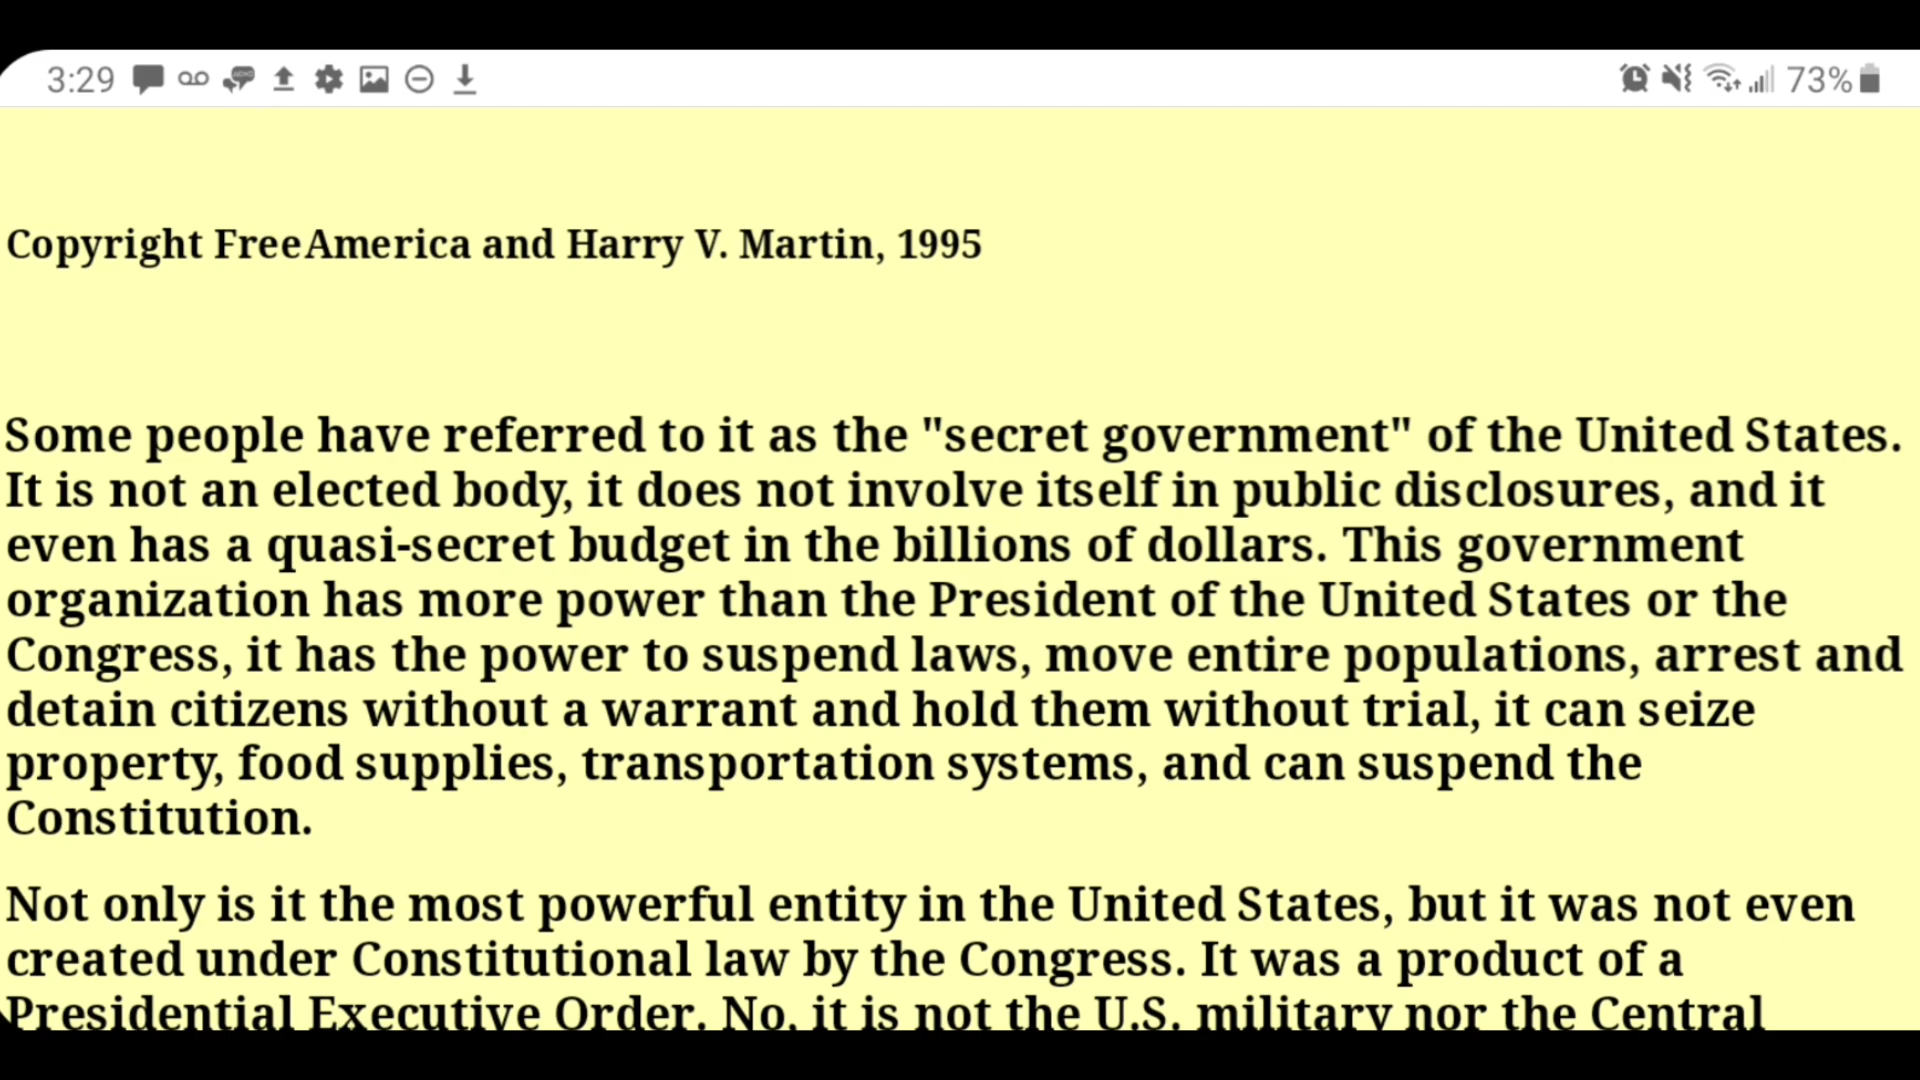 3:29 73%
Copyright FreeAmerica and Harry V. Martin, 1995
Some people have referred to it as the "secret government" of the United States.
It is not an elected body, it does not involve itself in public disclosures, and it
even has a quasi-secret budget in the billions of dollars. This government
organization has more power than the President of the United States or the
Congress, it has the power to suspend laws, move entire populations, arrest and
detain citizens without a warrant and hold them without trial, it can seize
property, food supplies, transportation systems, and can suspend the
Constitution.
Not only is it the most powerful entity in the United States, but it was not even
created under Constitutional law by the Congress. It was a product of a
Presidential Executive Order. No, it is not the U.S. military nor the Central